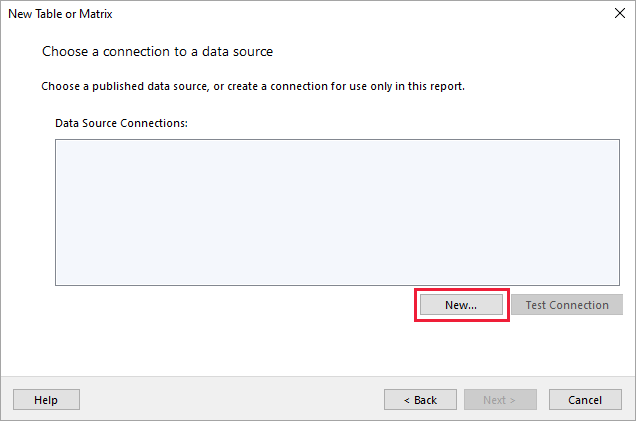 New Table or Matrix
Choose a connection to a data source
Choose a published data source, or create a connection for use only in this report.
Data Source Connections:
New...
Test Connection
Help
< Back
Next >
Cancel